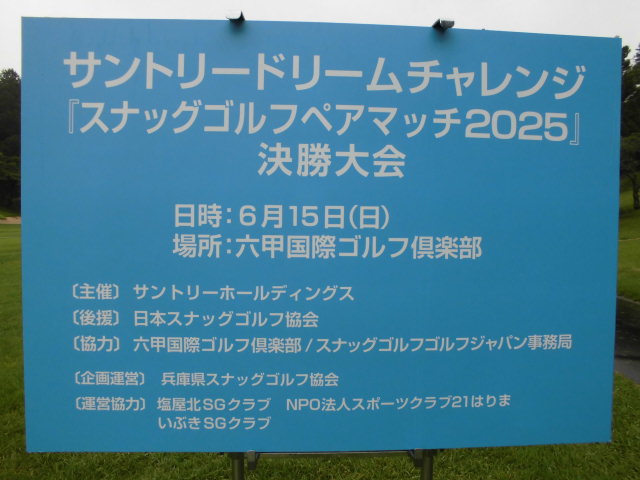 サントリードリームチャレンジ
『スナッグゴルフペアマッチ2025』
決勝大会
日時：6月15日(日)
場所：六甲国際ゴルフ倶楽部
〔主催〕 サントリーホールディングス
〔後援〕 日本スナッグゴルフ協会
〔協力〕 六甲国際ゴルフ倶楽部/スナッグゴルフゴルフジャパン事務局
〔企画運営〕 兵庫県スナッグゴルフ協会
〔運営協力〕 塩屋北SGクラブ NPO法人スポーツクラブ21はりま
いぶきSGクラブ